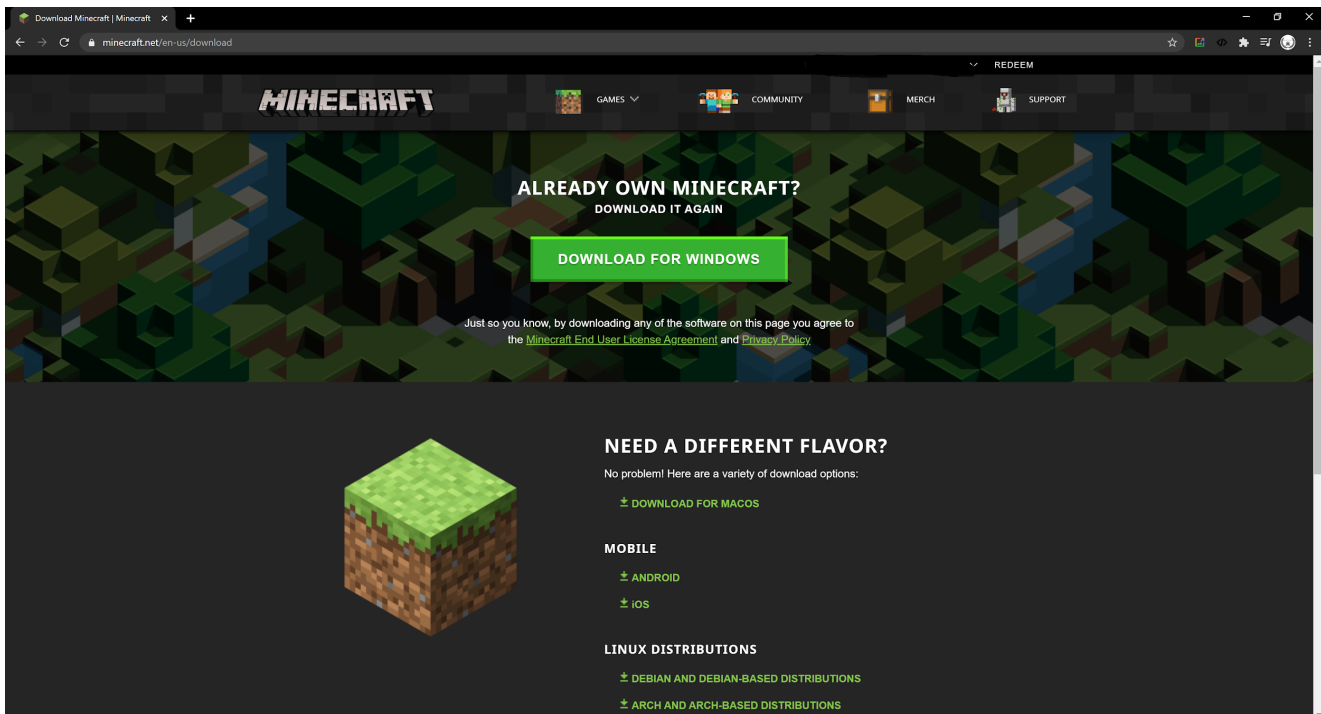 Download Minecraft | Minecraft
minecraft.net/en-us/download
REDEEM
MINECRAFT
GAMES
COMMUNITY
MERCH
SUPPORT
ALREADY OWN MINECRAFT?
DOWNLOAD IT AGAIN
DOWNLOAD FOR WINDOWS
Just so you know, by downloading any of the software on this page you agree to
the Minecraft End User License Agreement and Privacy Policy
NEED A DIFFERENT FLAVOR?
No problem! Here are a variety of download options:
DOWNLOAD FOR MACOS
MOBILE
ANDROID
iOS
LINUX DISTRIBUTIONS
DEBIAN AND DEBIAN-BASED DISTRIBUTIONS
ARCH AND ARCH-BASED DISTRIBUTIONS